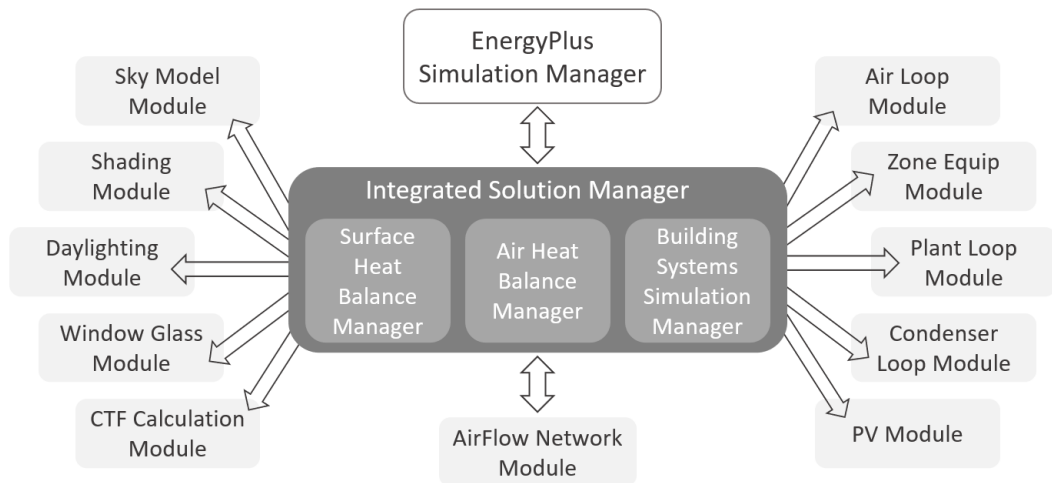 EnergyPlus
Simulation Manager
Sky Model
Module
Shading
Module
Daylighting
Module
Window Glass
Module
CTF Calculation
Module
Integrated Solution Manager
Surface
Heat
Balance
Manager
Air Heat
Balance
Manager
Building
Systems
Simulation
Manager
AirFlow Network
Module
Air Loop
Module
Zone Equip
Module
Plant Loop
Module
Condenser
Loop Module
PV Module